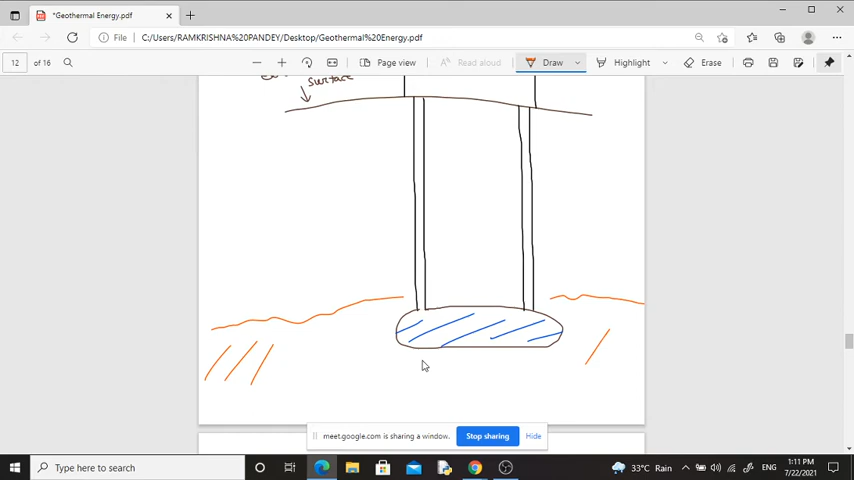 *Geothermal Energy.pdf
File
C:/Users/RAMKRISHNA%20PANDEY/Desktop/Geothermal%20Energy.pdf
12 of 16
Page view
Read aloud
Draw
Highlight
Erase
surface
meet.google.com is sharing a window.
Stop sharing
Hide
Type here to search
33°C Rain
ENG
1:11 PM
7/22/2021